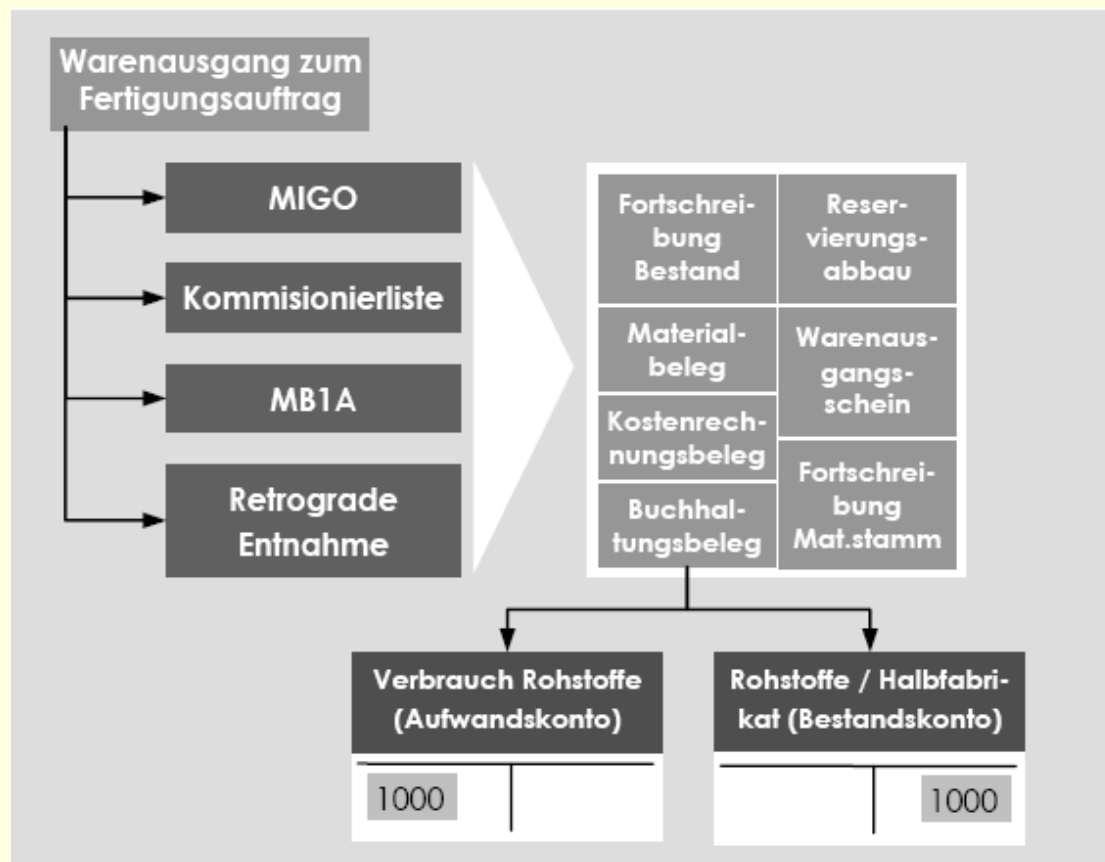 Warenausgang zum
Fertigungsauftrag
MIGO
Kommisionierliste
MB1A
Retrograde
Entnahme
Fortschrei-
bung
Bestand
Material-
beleg
Kostenrech-
nungsbeleg
Buchhal-
tungsbeleg
Reser-
vierungs-
abbau
Warenaus-
gangs-
schein
Fortschrei-
bung
Mat.stamm
Verbrauch Rohstoffe
(Aufwandskonto)
1000
Rohstoffe / Halbfabri-
kat (Bestandskonto)
1000